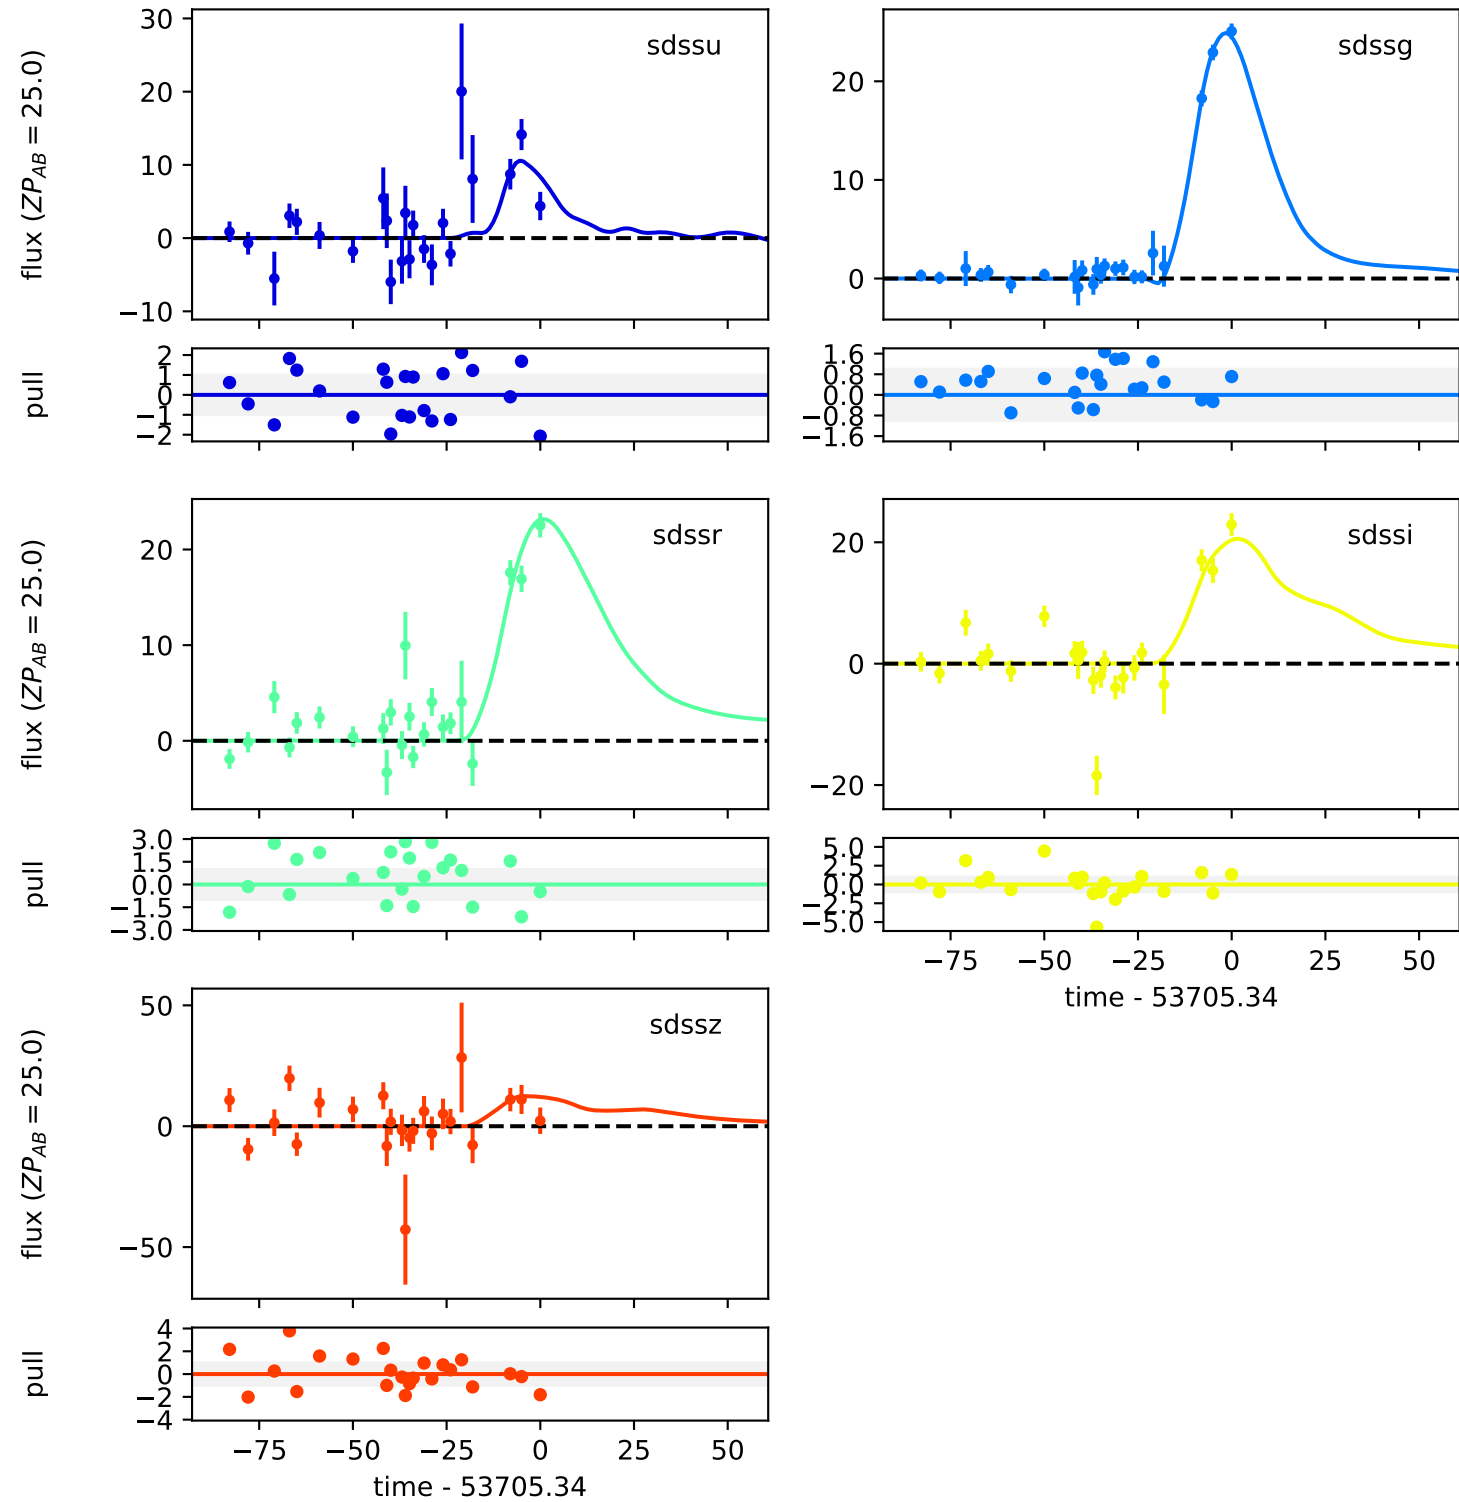 sdssu
30
20
10
0
−10
flux (ZP_AB = 25.0)
2
1
0
−1
−2
pull
sdssg
20
10
0
1.6
0.8
0.0
−0.8
−1.6
sdssr
20
10
0
flux (ZP_AB = 25.0)
3.0
1.5
0.0
−1.5
−3.0
pull
sdssi
20
0
−20
5.0
2.5
0.0
−2.5
−5.0
−75 −50 −25 0 25 50
time - 53705.34
sdssz
50
0
−50
flux (ZP_AB = 25.0)
4
2
0
−2
−4
pull
−75 −50 −25 0 25 50
time - 53705.34